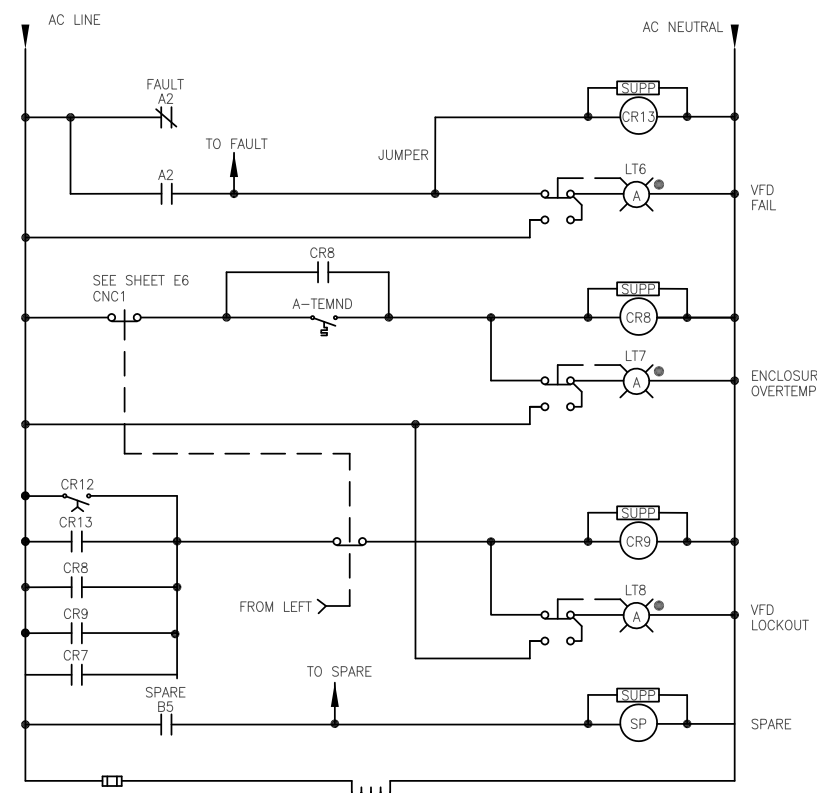 AC LINE
AC NEUTRAL
FAULT
A2
SUPP
CR13
TO FAULT
JUMPER
A2
LT6
A
VFD
FAIL
CR8
SEE SHEET E6
CNC1
A-TEMND
SUPP
CR8
LT7
A
ENCLOSUR
OVERTEMP
CR12
CR13
SUPP
CR9
CR8
FROM LEFT
LT8
A
VFD
LOCKOUT
CR9
CR7
TO SPARE
SPARE
B5
SUPP
SP
SPARE